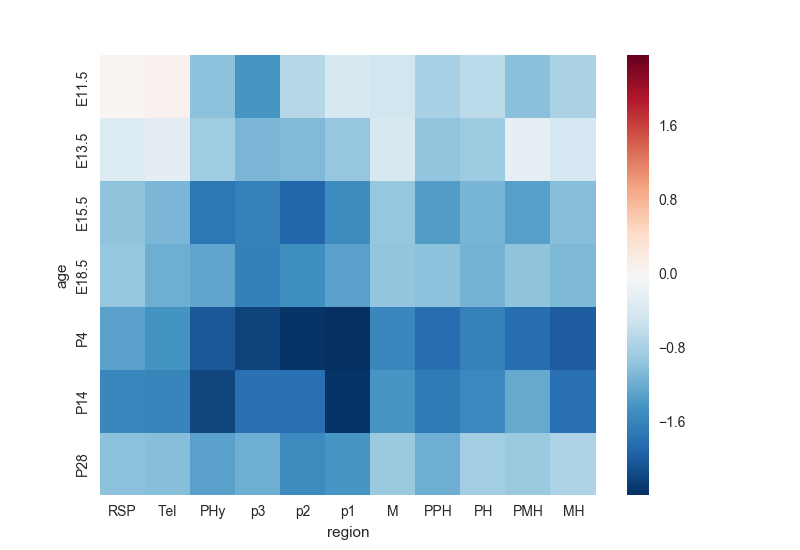 E11.5
E13.5
E15.5
E18.5
P4
P14
P28
age
RSP Tel PHy p3 p2 p1 M PPH PH PMH MH
region
1.6
0.8
0.0
−0.8
−1.6